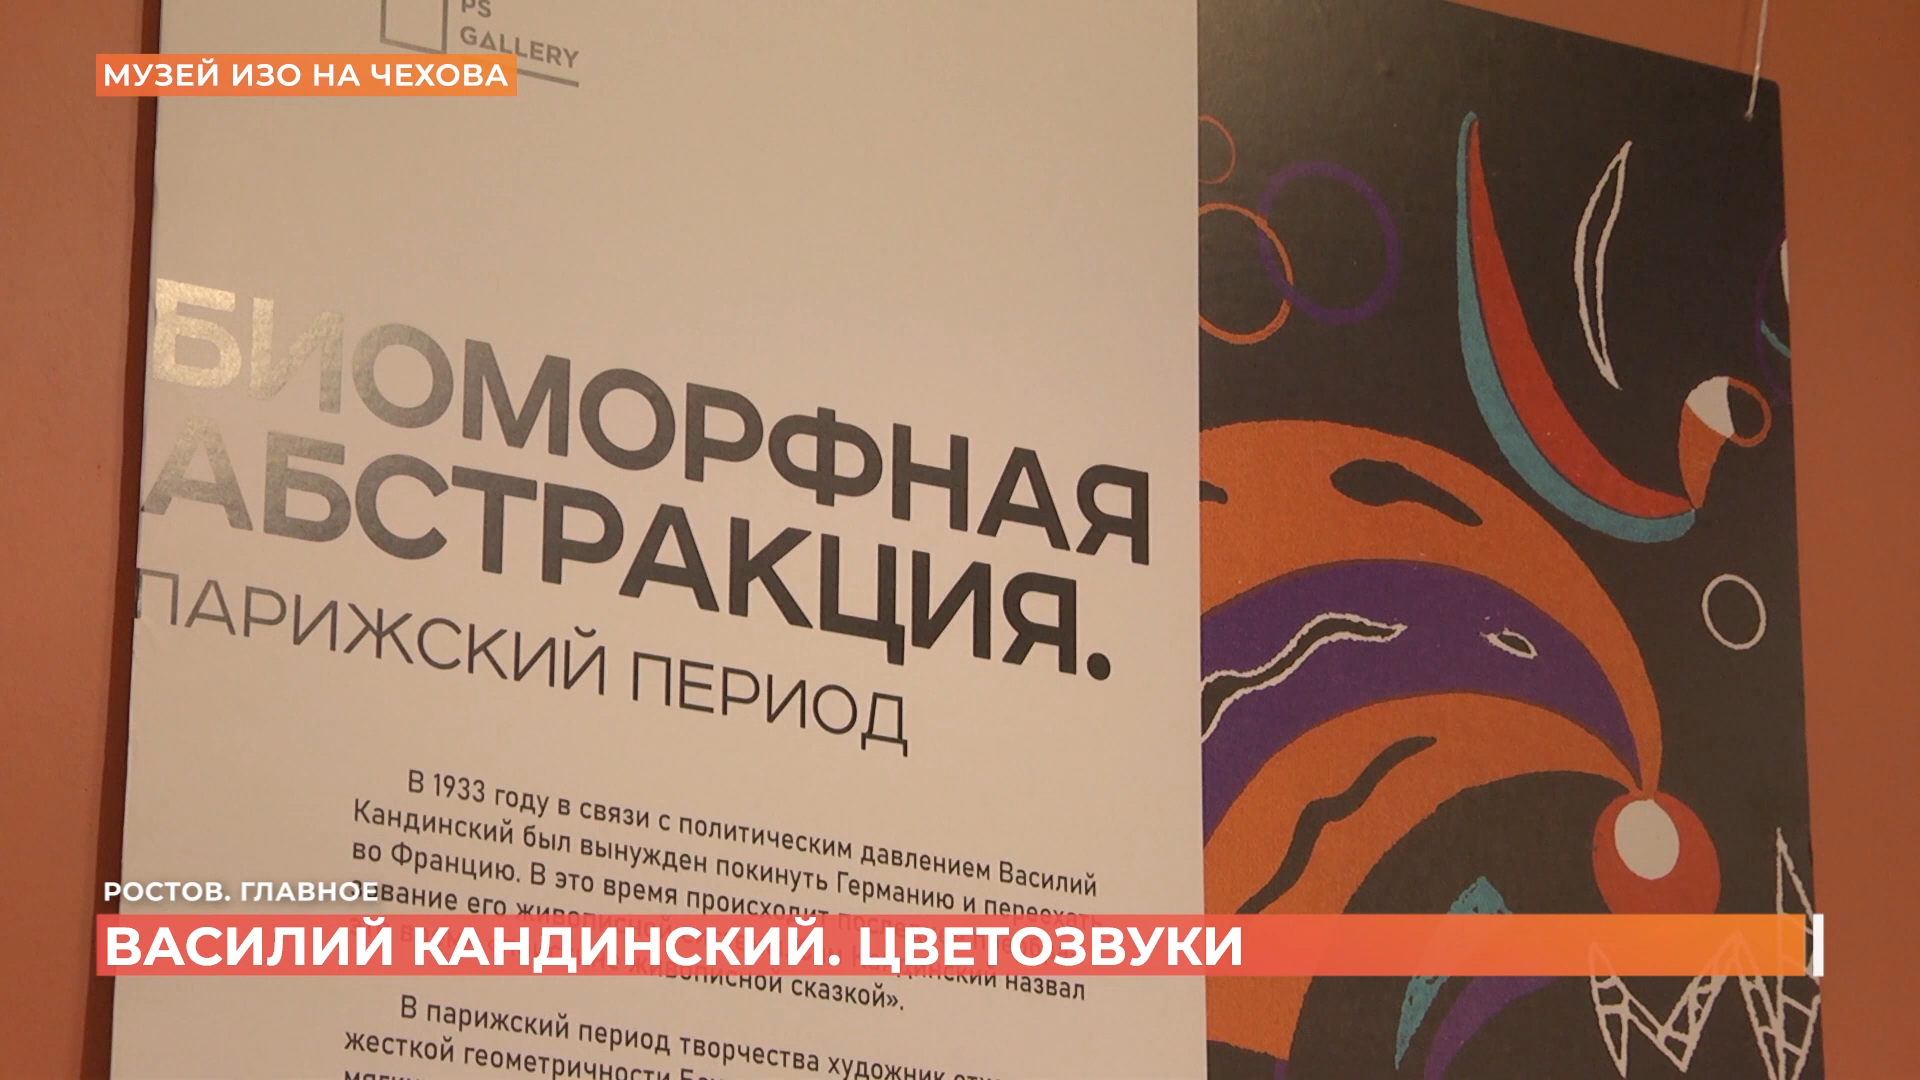 PS
GALLERY
МУЗЕЙ ИЗО НА ЧЕХОВА
БИОМОРФНАЯ
АБСТРАКЦИЯ.
ПАРИЖСКИЙ ПЕРИОД
В 1933 году в связи с политическим давлением Василий
Кандинский был вынужден покинуть Германию и переехать
во Францию. В это время происходит
его живописной
Кандинский назвал
живописной сказкой».
В парижский период творчества художник
жесткой геометричности
РОСТОВ. ГЛАВНОЕ
ВАСИЛИЙ КАНДИНСКИЙ. ЦВЕТОЗВУКИ